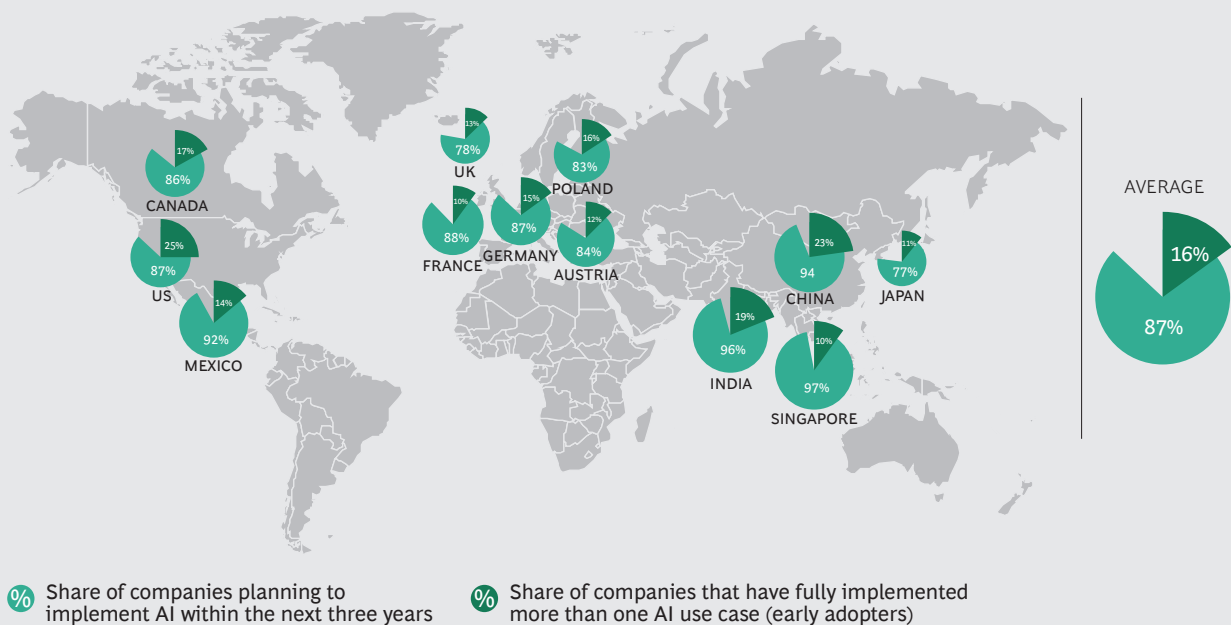 17%
86%
CANADA
25%
87%
US
14%
92%
MEXICO
13%
78%
UK
16%
83%
POLAND
10%
88%
FRANCE
15%
87%
GERMANY
12%
84%
AUSTRIA
23%
94
CHINA
11%
77%
JAPAN
19%
96%
INDIA
10%
97%
SINGAPORE
AVERAGE
16%
87%
% Share of companies planning to
implement AI within the next three years
% Share of companies that have fully implemented
more than one AI use case (early adopters)